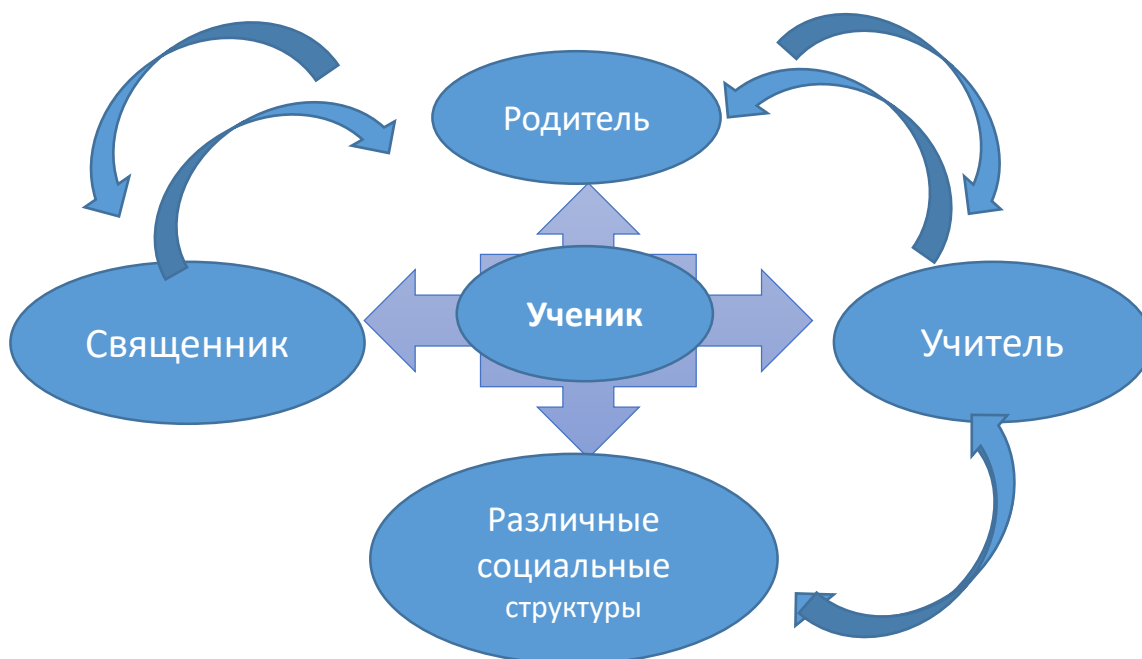 Родитель
Ученик
Священник
Учитель
Различные
социальные
структуры